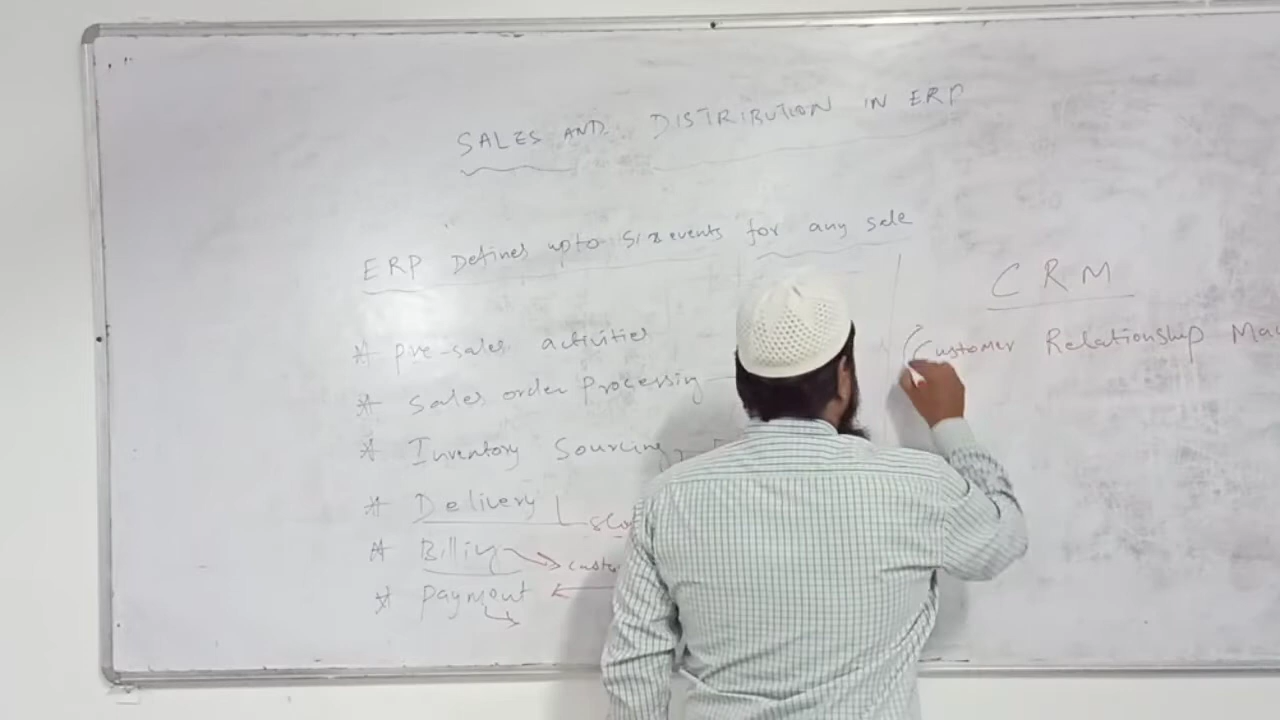 SALES AND DISTRIBUTION IN ERP
ERP Defines upto Six events for any sale
* pre-sales activities
* Sales order Processing
* Inventory Sourcing
* Delivery
* Billing
* payment
CRM
(Customer Relationship